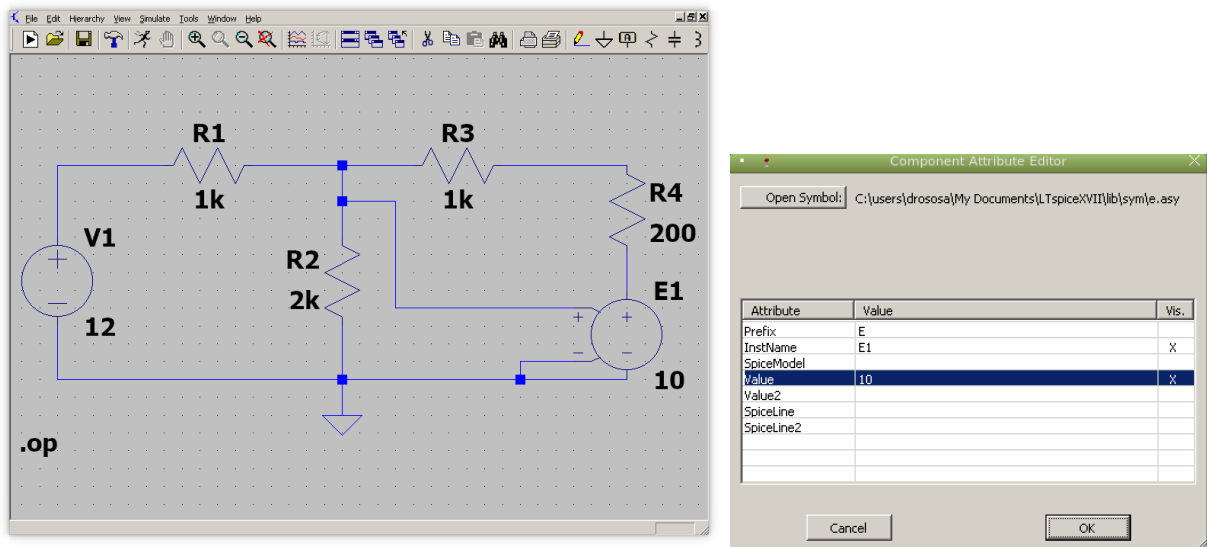 File Edit Hierarchy View Simulate Tools Window Help
R1
1k
R3
1k
R4
200
V1
12
R2
2k
E1
10
.op
Component Attribute Editor
Open Symbol: C:\users\drososa\My Documents\LTspiceXVII\lib\sym\e.asy
Attribute Value Vis.
Prefix E
InstName E1 X
SpiceModel
Value 10 X
Value2
SpiceLine
SpiceLine2
Cancel OK